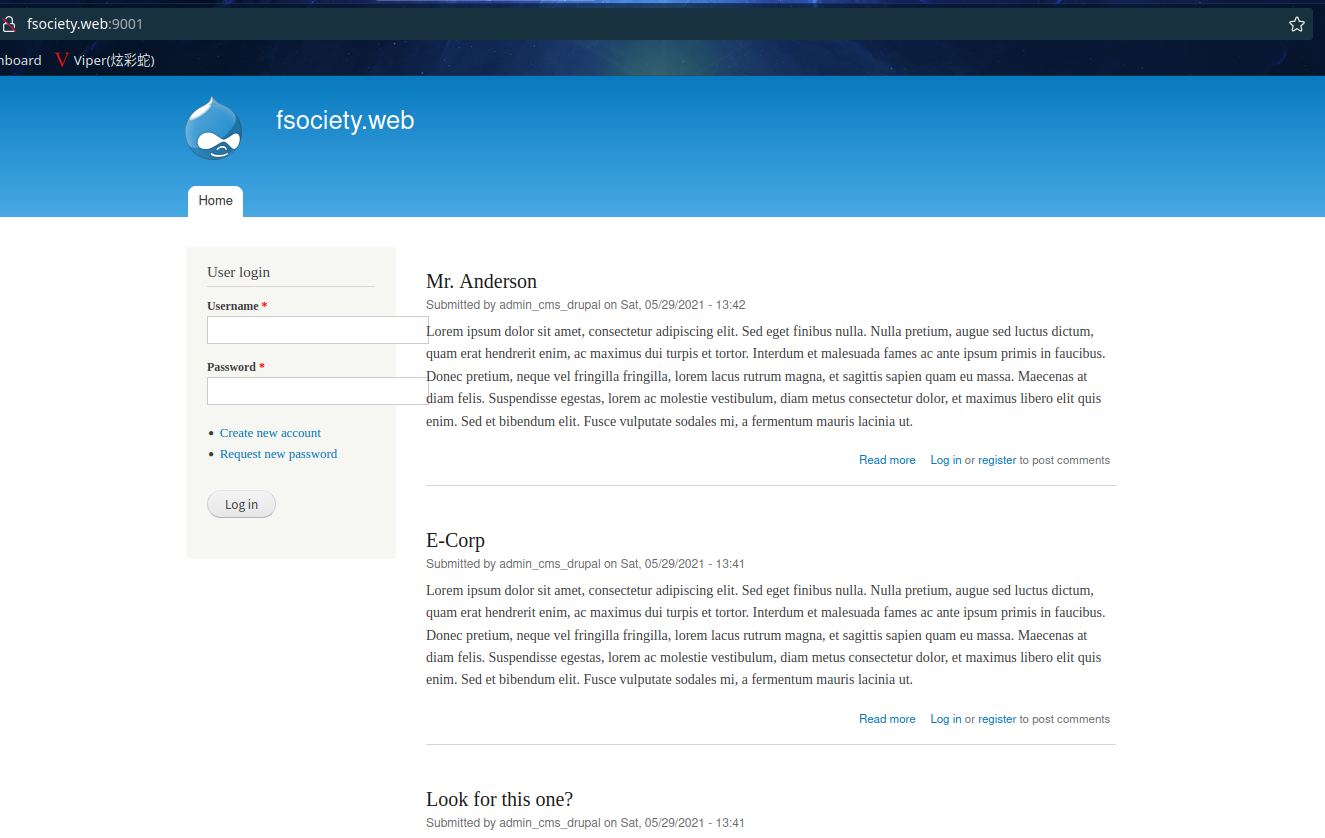 fsociety.web:9001
nboard V Viper(炫彩蛇)
fsociety.web
Home
User login
Username *
Password *
Create new account
Request new password
Log in
Mr. Anderson
Submitted by admin_cms_drupal on Sat, 05/29/2021 - 13:42
Lorem ipsum dolor sit amet, consectetur adipiscing elit. Sed eget finibus nulla. Nulla pretium, augue sed luctus dictum,
quam erat hendrerit enim, ac maximus dui turpis et tortor. Interdum et malesuada fames ac ante ipsum primis in faucibus.
Donec pretium, neque vel fringilla fringilla, lorem lacus rutrum magna, et sagittis sapien quam eu massa. Maecenas at
diam felis. Suspendisse egestas, lorem ac molestie vestibulum, diam metus consectetur dolor, et maximus libero elit quis
enim. Sed et bibendum elit. Fusce vulputate sodales mi, a fermentum mauris lacinia ut.
Read more Log in or register to post comments
E-Corp
Submitted by admin_cms_drupal on Sat, 05/29/2021 - 13:41
Lorem ipsum dolor sit amet, consectetur adipiscing elit. Sed eget finibus nulla. Nulla pretium, augue sed luctus dictum,
quam erat hendrerit enim, ac maximus dui turpis et tortor. Interdum et malesuada fames ac ante ipsum primis in faucibus.
Donec pretium, neque vel fringilla fringilla, lorem lacus rutrum magna, et sagittis sapien quam eu massa. Maecenas at
diam felis. Suspendisse egestas, lorem ac molestie vestibulum, diam metus consectetur dolor, et maximus libero elit quis
enim. Sed et bibendum elit. Fusce vulputate sodales mi, a fermentum mauris lacinia ut.
Read more Log in or register to post comments
Look for this one?
Submitted by admin_cms_drupal on Sat, 05/29/2021 - 13:41